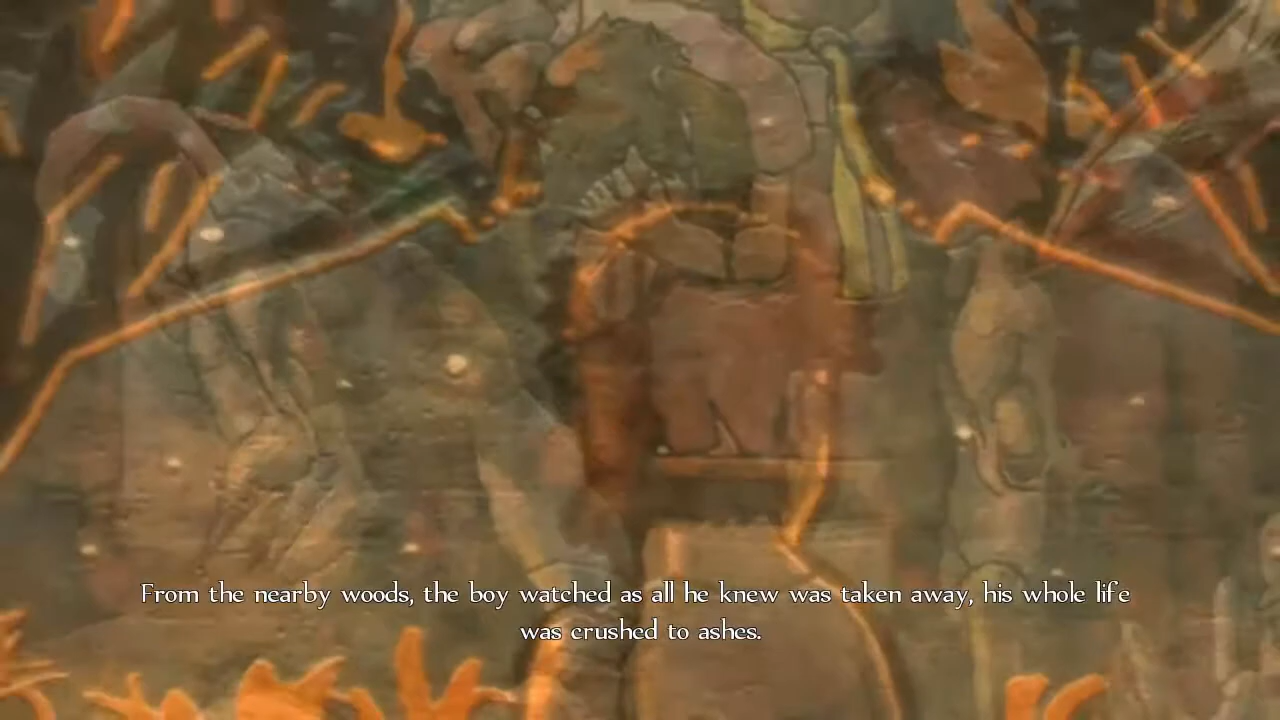 From the nearby woods, the boy watched as all he knew was taken away, his whole life
was crushed to ashes.